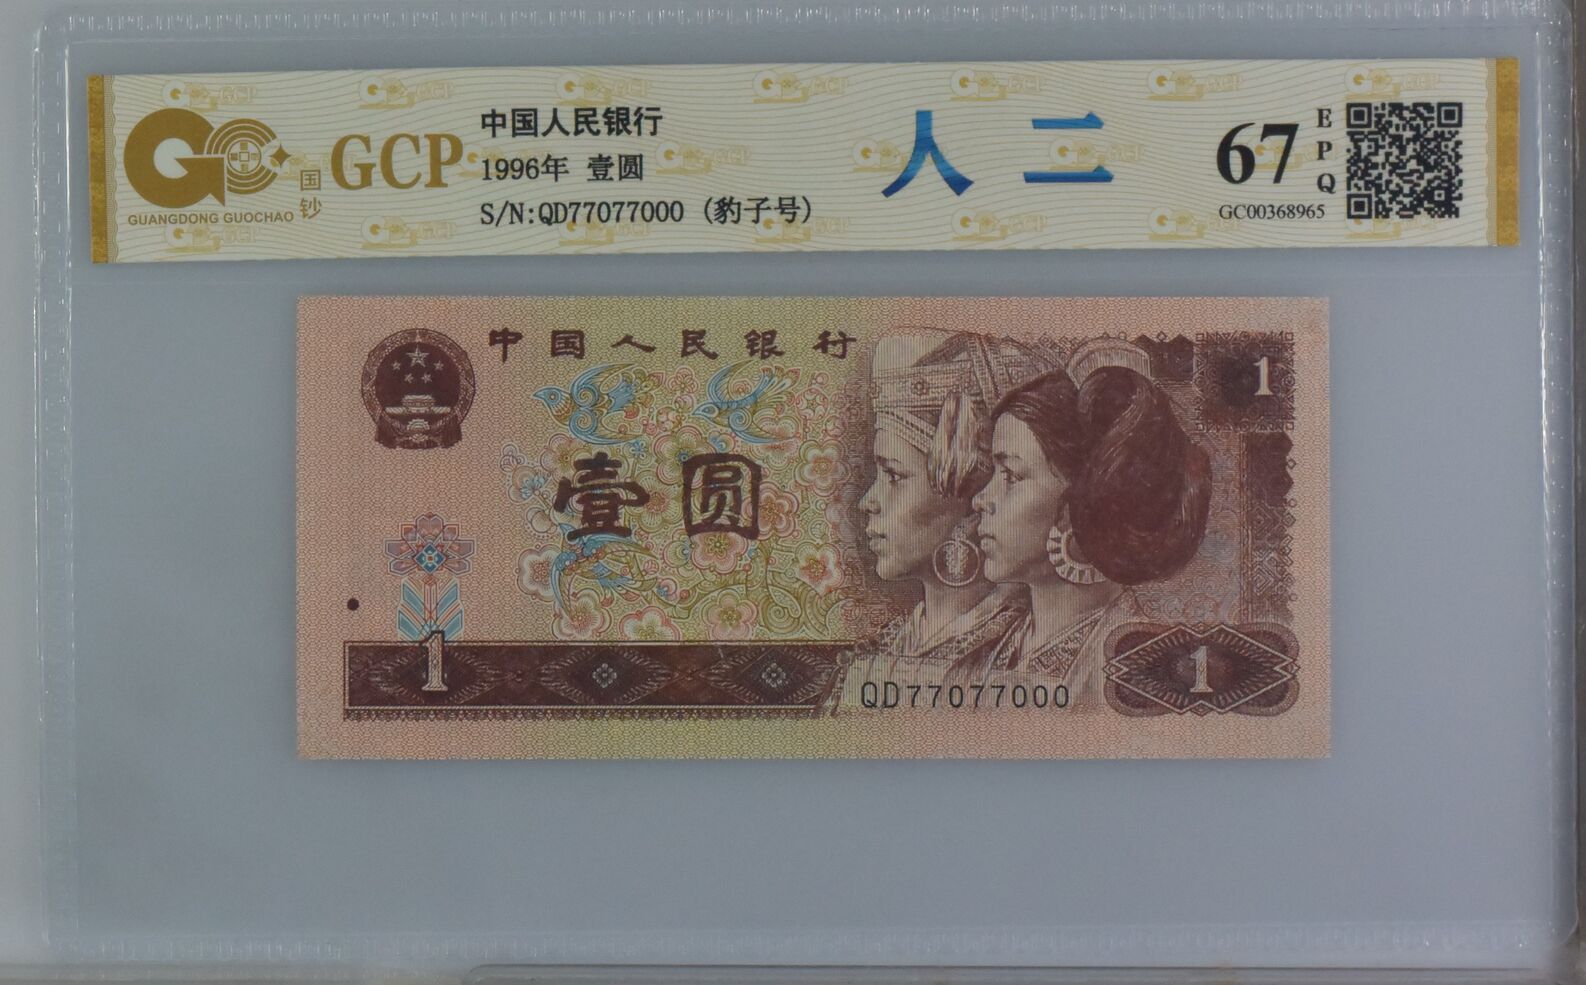 GUANGDONG GUOCHAO
国钞
GCP
中国人民银行
1996年 壹圆
S/N:QD77077000 (豹子号)
人二
67
EPQ
GC00368965
中国人民银行
1
壹圆
1
QD77077000
1